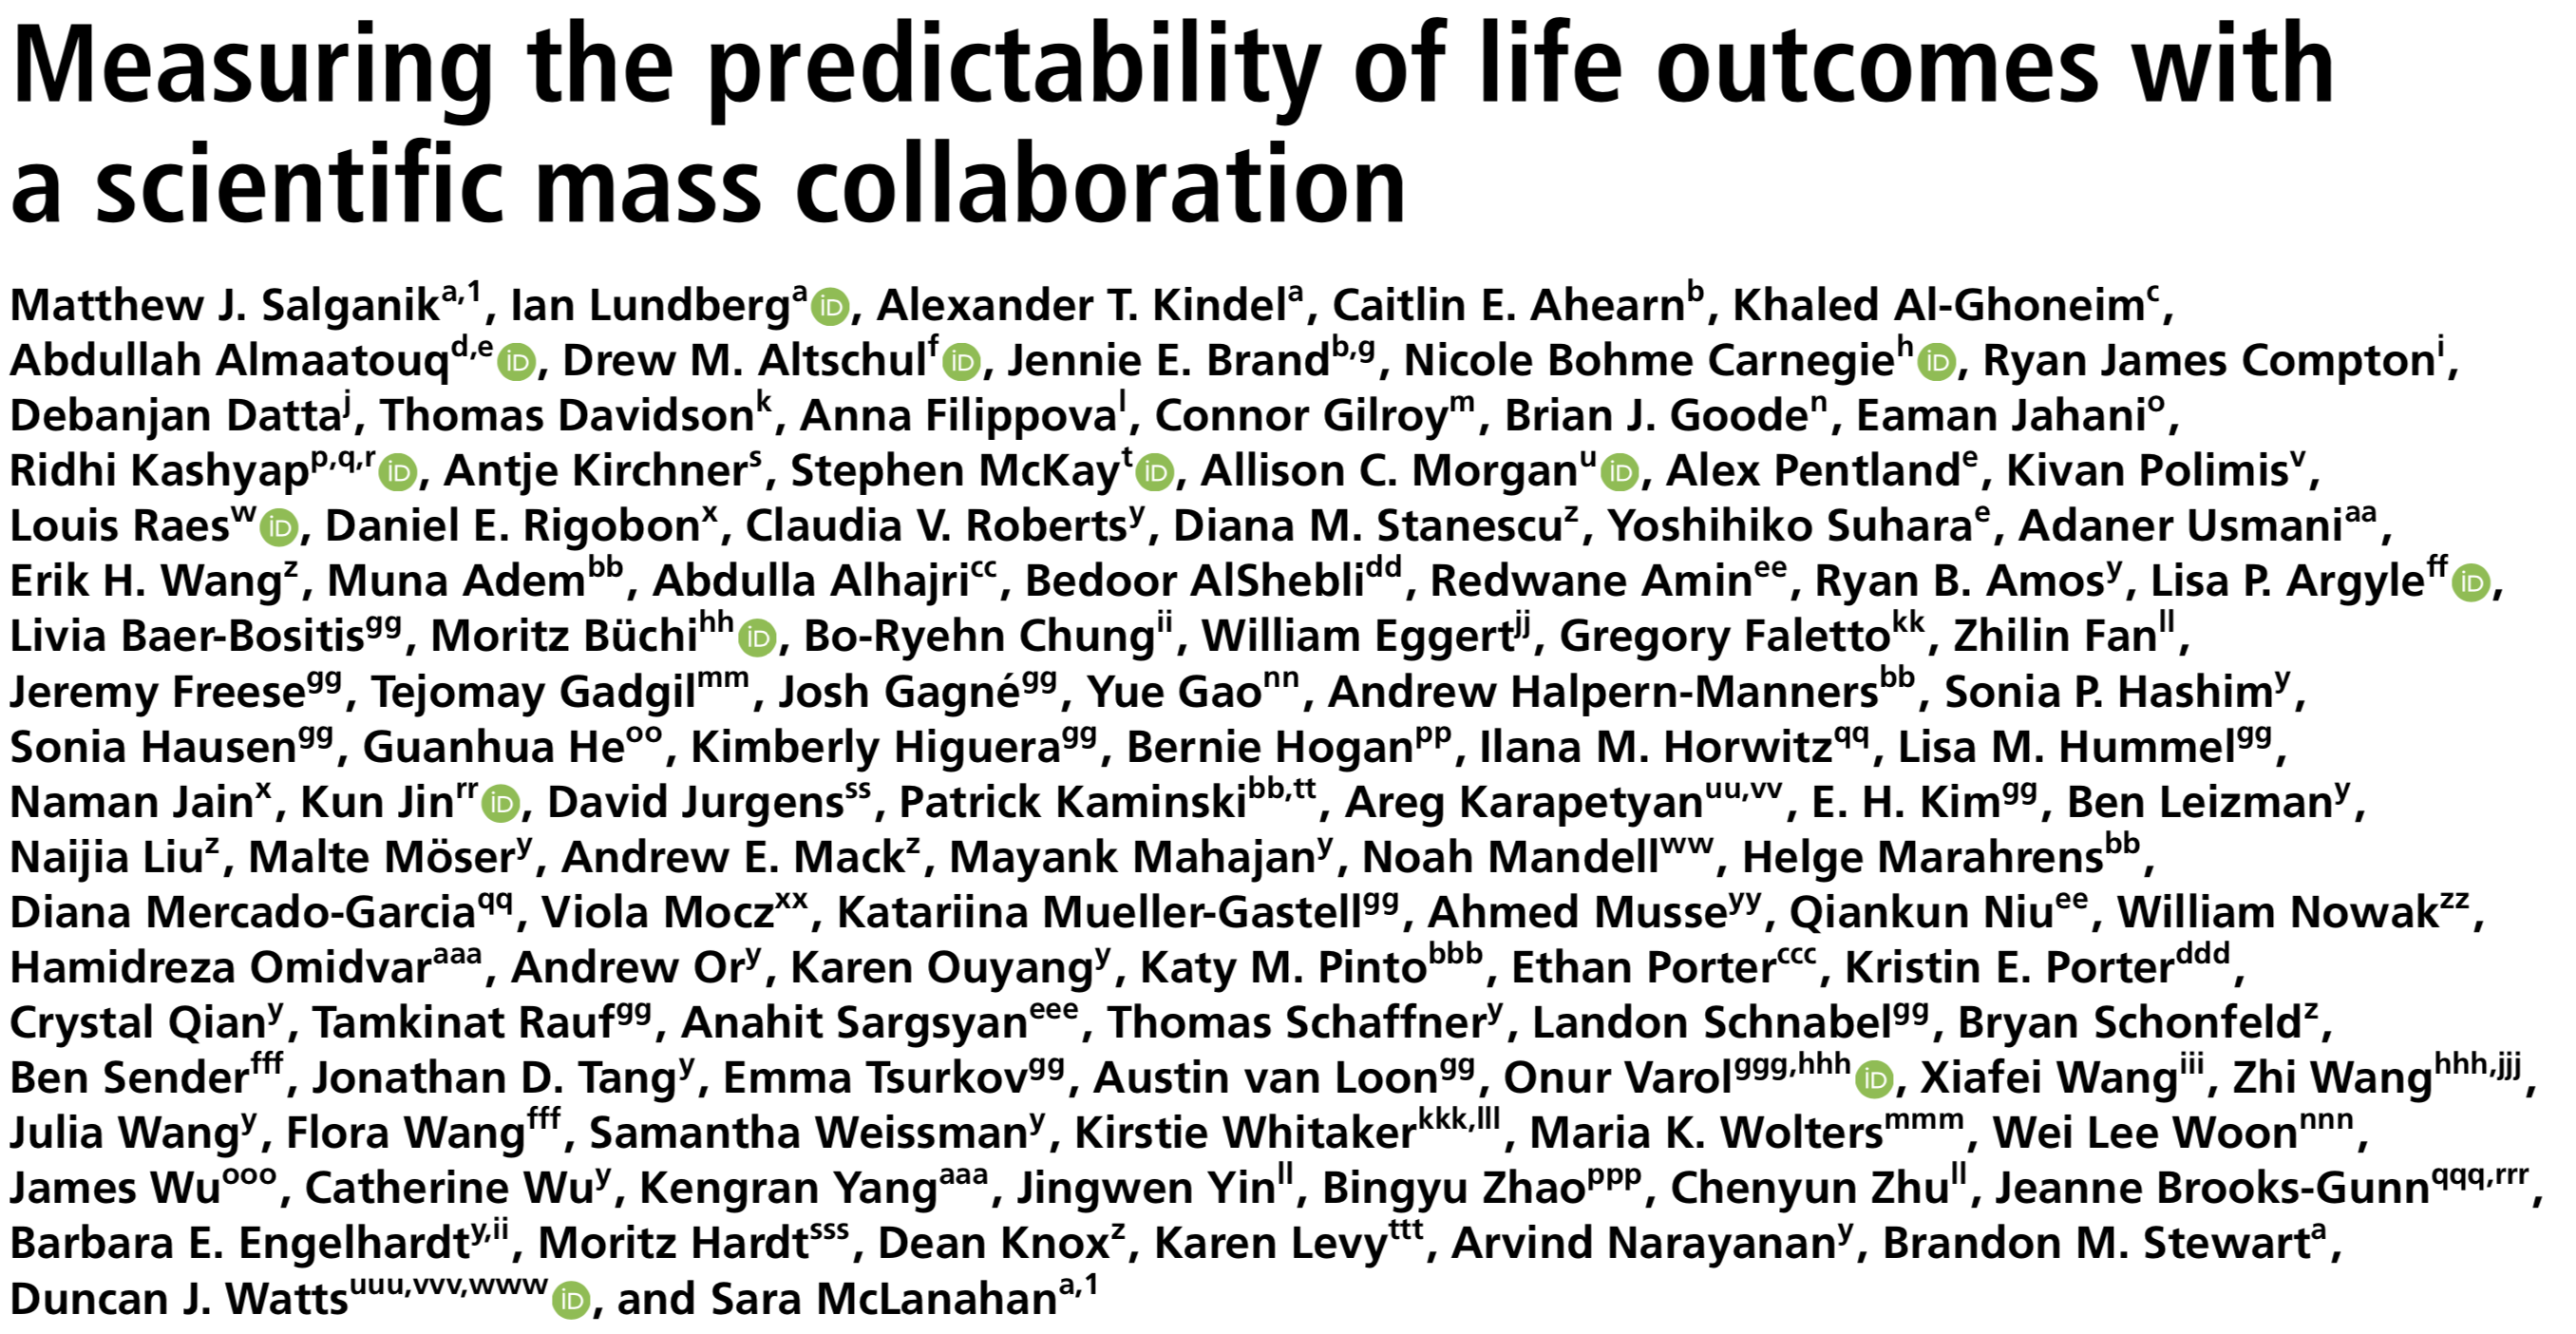 Measuring the predictability of life outcomes with
a scientific mass collaboration
Matthew J. Salganik^a,1, Ian Lundberg^a iD, Alexander T. Kindel^a, Caitlin E. Ahearn^b, Khaled Al-Ghoneim^c,
Abdullah Almaatouq^d,e iD, Drew M. Altschul^f iD, Jennie E. Brand^b,g, Nicole Bohme Carnegie^h iD, Ryan James Compton^i,
Debanjan Datta^j, Thomas Davidson^k, Anna Filippova^l, Connor Gilroy^m, Brian J. Goode^n, Eaman Jahani^o,
Ridhi Kashyap^p,q,r iD, Antje Kirchner^s, Stephen McKay^t iD, Allison C. Morgan^u iD, Alex Pentland^e, Kivan Polimis^v,
Louis Raes^w iD, Daniel E. Rigobon^x, Claudia V. Roberts^y, Diana M. Stanescu^z, Yoshihiko Suhara^e, Adaner Usmani^aa,
Erik H. Wang^z, Muna Adem^bb, Abdulla Alhajri^cc, Bedoor AlShebli^dd, Redwane Amin^ee, Ryan B. Amos^y, Lisa P. Argyle^ff iD,
Livia Baer-Bositis^gg, Moritz Büchi^hh iD, Bo-Ryehn Chung^ii, William Eggert^jj, Gregory Faletto^kk, Zhilin Fan^ll,
Jeremy Freese^gg, Tejomay Gadgil^mm, Josh Gagné^gg, Yue Gao^nn, Andrew Halpern-Manners^bb, Sonia P. Hashim^y,
Sonia Hausen^gg, Guanhua He^oo, Kimberly Higuera^gg, Bernie Hogan^pp, Ilana M. Horwitz^qq, Lisa M. Hummel^gg,
Naman Jain^x, Kun Jin^rr iD, David Jurgens^ss, Patrick Kaminski^bb,tt, Areg Karapetyan^uu,vv, E. H. Kim^gg, Ben Leizman^y,
Naijia Liu^z, Malte Möser^y, Andrew E. Mack^z, Mayank Mahajan^y, Noah Mandell^ww, Helge Marahrens^bb,
Diana Mercado-Garcia^qq, Viola Mocz^xx, Katariina Mueller-Gastell^gg, Ahmed Musse^yy, Qiankun Niu^ee, William Nowak^zz,
Hamidreza Omidvar^aaa, Andrew Or^y, Karen Ouyang^y, Katy M. Pinto^bbb, Ethan Porter^ccc, Kristin E. Porter^ddd,
Crystal Qian^y, Tamkinat Rauf^gg, Anahit Sargsyan^eee, Thomas Schaffner^y, Landon Schnabel^gg, Bryan Schonfeld^z,
Ben Sender^fff, Jonathan D. Tang^y, Emma Tsurkov^gg, Austin van Loon^gg, Onur Varol^ggg,hhh iD, Xiafei Wang^iii, Zhi Wang^hhh,jjj,
Julia Wang^y, Flora Wang^fff, Samantha Weissman^y, Kirstie Whitaker^kkk,lll, Maria K. Wolters^mmm, Wei Lee Woon^nnn,
James Wu^ooo, Catherine Wu^y, Kengran Yang^aaa, Jingwen Yin^ll, Bingyu Zhao^ppp, Chenyun Zhu^ll, Jeanne Brooks-Gunn^qqq,rrr,
Barbara E. Engelhardt^y,ii, Moritz Hardt^sss, Dean Knox^z, Karen Levy^ttt, Arvind Narayanan^y, Brandon M. Stewart^a,
Duncan J. Watts^uuu,vvv,www iD, and Sara McLanahan^a,1